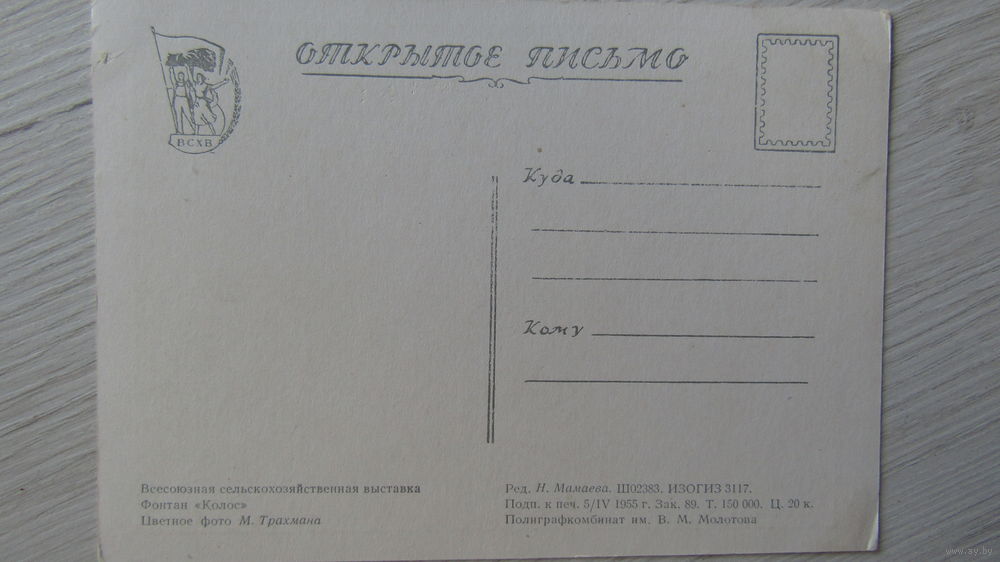 ОТКРЫТОЕ ПИСЬМО
ВСХВ
Куда
Кому
Всесоюзная сельскохозяйственная выставка
Фонтан «Колос»
Цветное фото М. Трахмана
Ред. Н. Мамаева. Ш02383. ИЗОГИЗ 3117.
Подп. к печ. 5/IV 1955 г. Зак. 89. Т. 150 000. Ц. 20 к.
Полиграфкомбинат им. В. М. Молотова
www.ay.by